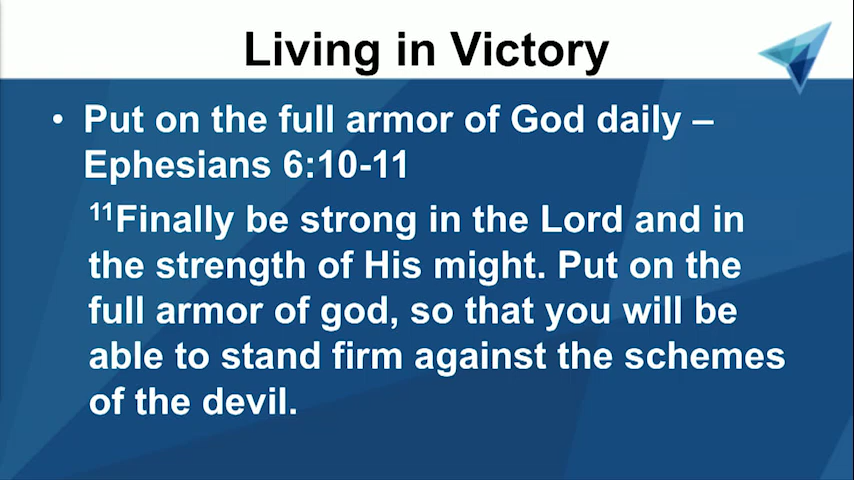 Living in Victory
• Put on the full armor of God daily –
Ephesians 6:10-11
¹¹Finally be strong in the Lord and in
the strength of His might. Put on the
full armor of god, so that you will be
able to stand firm against the schemes
of the devil.